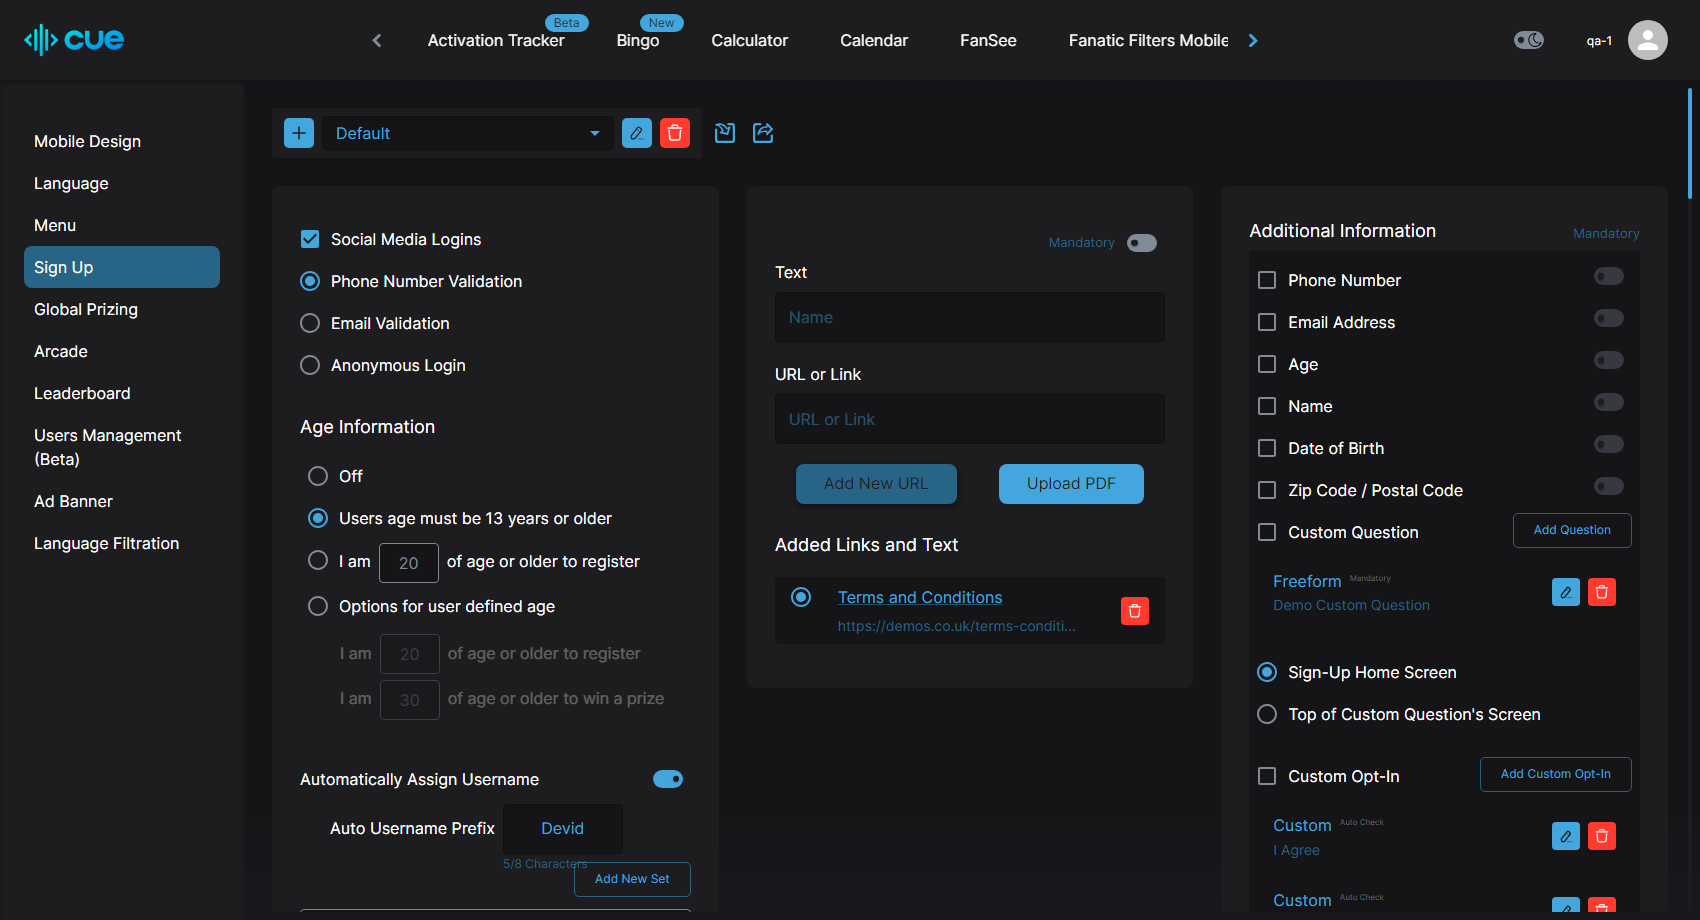 cue
Activation Tracker
Beta
Bingo
New
Calculator
Calendar
FanSee
Fanatic Filters Mobile
qa-1
Mobile Design
Language
Menu
Sign Up
Global Prizing
Arcade
Leaderboard
Users Management
(Beta)
Ad Banner
Language Filtration
Default
Social Media Logins
Phone Number Validation
Email Validation
Anonymous Login
Age Information
Off
Users age must be 13 years or older
I am 20 of age or older to register
Options for user defined age
I am 20 of age or older to register
I am 30 of age or older to win a prize
Automatically Assign Username
Auto Username Prefix Devid
5/8 Characters
Add New Set
Mandatory
Text
Name
URL or Link
URL or Link
Add New URL
Upload PDF
Added Links and Text
Terms and Conditions
https://demos.co.uk/terms-conditi...
Additional Information
Mandatory
Phone Number
Email Address
Age
Name
Date of Birth
Zip Code / Postal Code
Custom Question
Add Question
Freeform Mandatory
Demo Custom Question
Sign-Up Home Screen
Top of Custom Question's Screen
Custom Opt-In
Add Custom Opt-In
Custom Auto Check
I Agree
Custom Auto Check